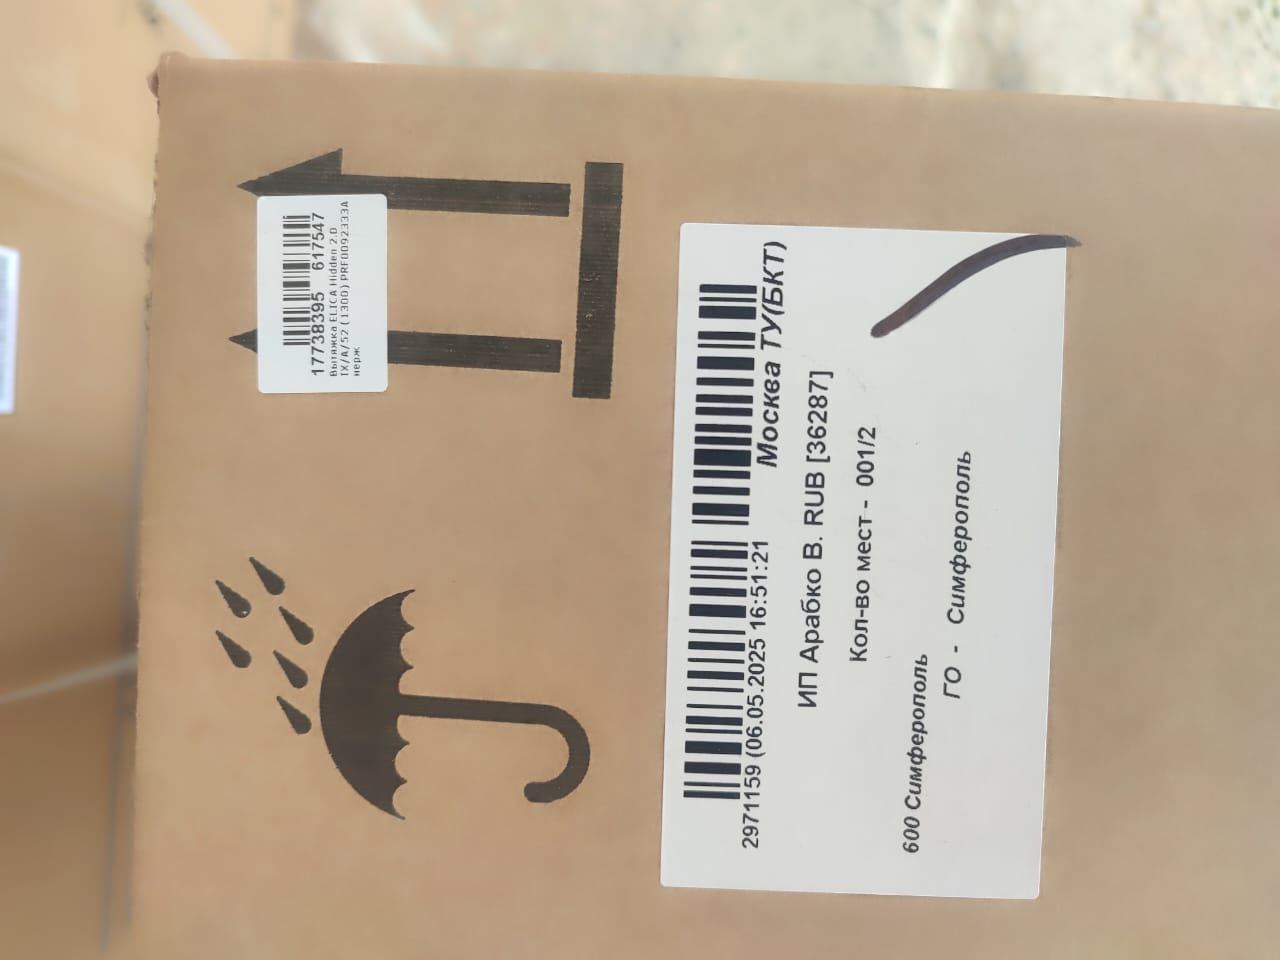 17738395 617547
Вытяжка ELICA Hidden 2.0
IX/A/52 (1300) PRF0092333A
нерж
2971159 (06.05.2025 16:51:21
Москва ТУ(БКТ)
ИП Арабко В. RUB [36287]
Кол-во мест - 001/2
600 Симферополь
ГО - Симферополь